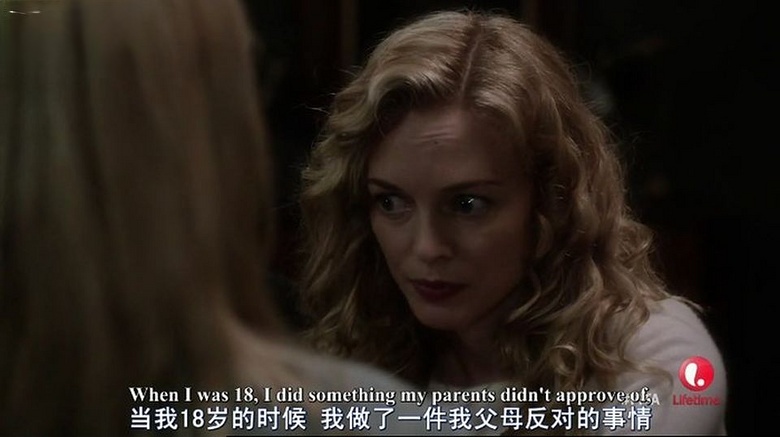 When I was 18, I did something my parents didn't approve of.
当我18岁的时候 我做了一件我父母反对的事情
Lifetime